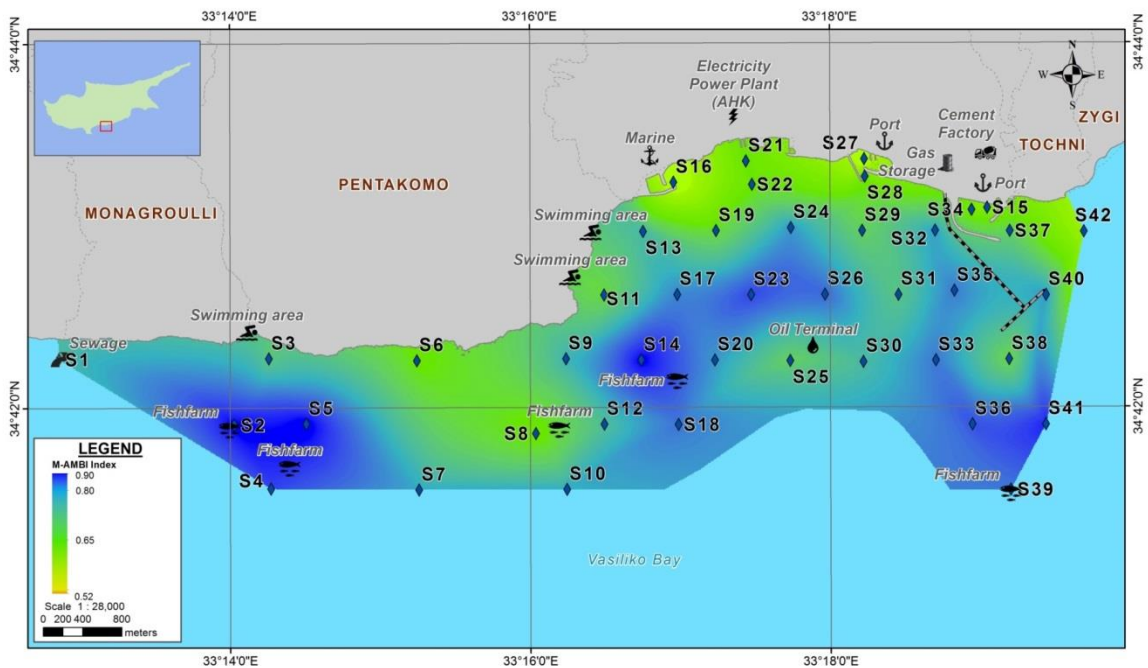 33°14'0"E 33°16'0"E 33°18'0"E
34°44'0"N 34°44'0"N
N
W E
S
Electricity
Power Plant
(AHK)
ZYGI
Port
Cement
Factory
TOCHNI
Marine
S21
S27
Gas
Storage
S16
S22
S28
Port
PENTAKOMO
S34
S15
MONAGROULLI
Swimming area
S19
S24
S29
S32
S37
S42
S13
Swimming area
S17
S23
S26
S31
S35
S40
S11
Swimming area
Oil Terminal
Sewage
S1
S3
S6
S9
S14
S20
S25
S30
S33
S38
Fishfarm
34°42'0"N 34°42'0"N
Fishfarm
S2
S5
Fishfarm
S12
S18
S36
S41
S8
Fishfarm
S4
S7
S10
Fishfarm
S39
LEGEND
M-AMBI Index
0.90
0.80
0.65
0.52
Scale 1 : 28,000
0 200 400 800
meters
Vasiliko Bay
33°14'0"E 33°16'0"E 33°18'0"E